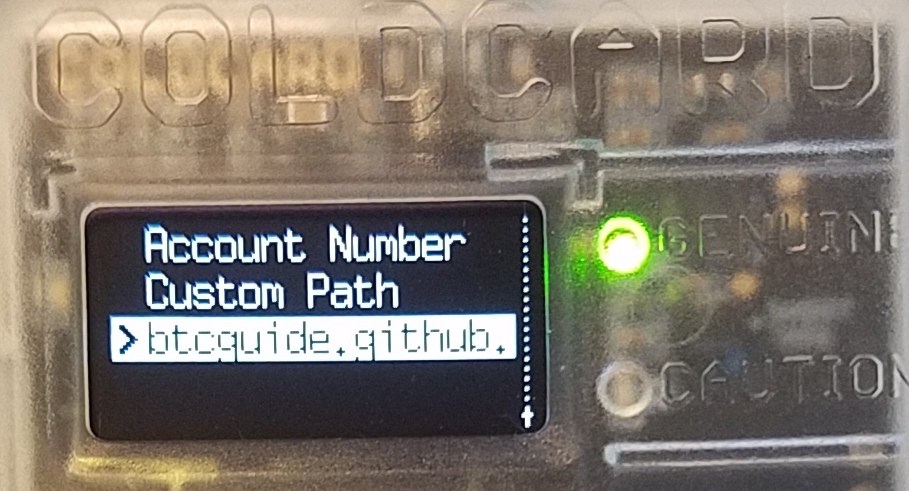 COLDCARD
Account Number
Custom Path
>btcguide.github.
GENUINE
CAUTION